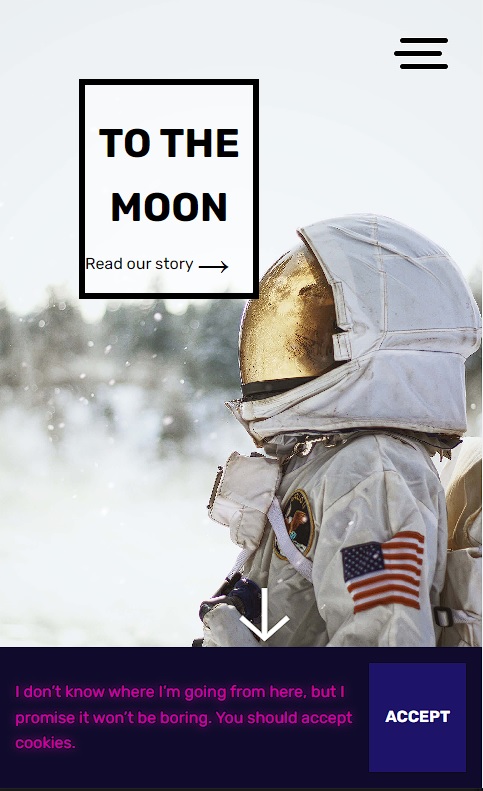 TO THE
MOON
Read our story
I don't know where I'm going from here, but I
promise it won't be boring. You should accept
cookies.
ACCEPT